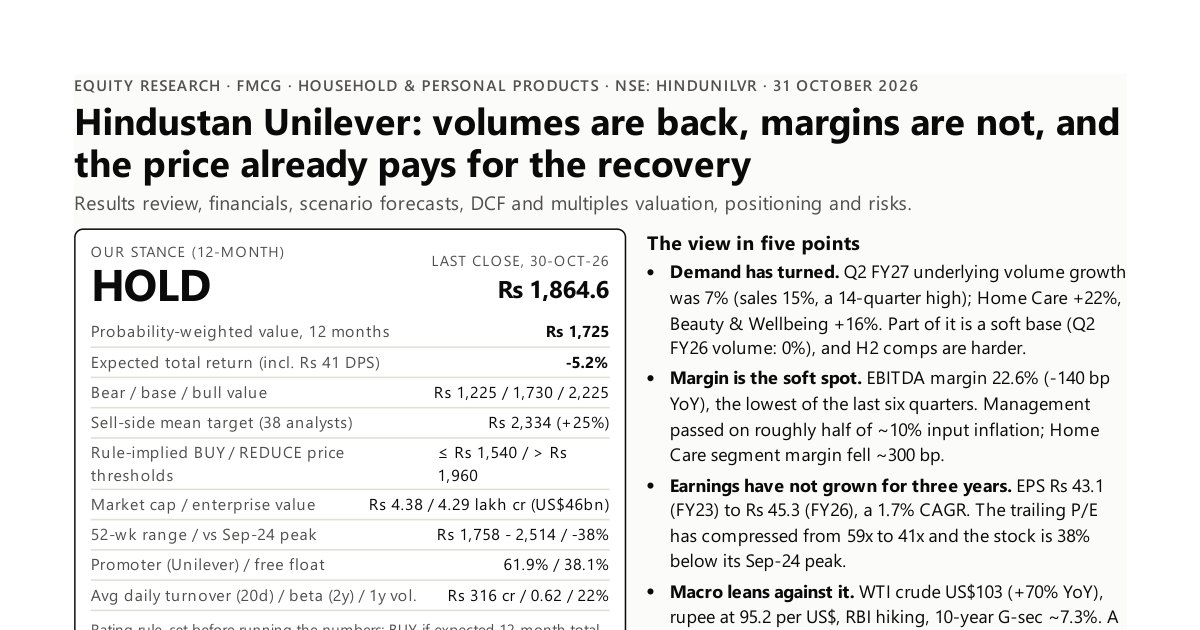 EQUITY RESEARCH · FMCG · HOUSEHOLD & PERSONAL PRODUCTS · NSE: HINDUNILVR · 31 OCTOBER 2026
Hindustan Unilever: volumes are back, margins are not, and
the price already pays for the recovery
Results review, financials, scenario forecasts, DCF and multiples valuation, positioning and risks.
OUR STANCE (12-MONTH)
HOLD
LAST CLOSE, 30-OCT-26
Rs 1,864.6
Probability-weighted value, 12 months Rs 1,725
Expected total return (incl. Rs 41 DPS) -5.2%
Bear / base / bull value Rs 1,225 / 1,730 / 2,225
Sell-side mean target (38 analysts) Rs 2,334 (+25%)
Rule-implied BUY / REDUCE price ≤ Rs 1,540 / > Rs
thresholds 1,960
Market cap / enterprise value Rs 4.38 / 4.29 lakh cr (US$46bn)
52-wk range / vs Sep-24 peak Rs 1,758 - 2,514 / -38%
Promoter (Unilever) / free float 61.9% / 38.1%
Avg daily turnover (20d) / beta (2y) / 1y vol. Rs 316 cr / 0.62 / 22%
Rating rule, set before running the numbers: BUY if expected 12-month total
The view in five points
• Demand has turned. Q2 FY27 underlying volume growth
was 7% (sales 15%, a 14-quarter high); Home Care +22%,
Beauty & Wellbeing +16%. Part of it is a soft base (Q2
FY26 volume: 0%), and H2 comps are harder.
• Margin is the soft spot. EBITDA margin 22.6% (-140 bp
YoY), the lowest of the last six quarters. Management
passed on roughly half of ~10% input inflation; Home
Care segment margin fell ~300 bp.
• Earnings have not grown for three years. EPS Rs 43.1
(FY23) to Rs 45.3 (FY26), a 1.7% CAGR. The trailing P/E
has compressed from 59x to 41x and the stock is 38%
below its Sep-24 peak.
• Macro leans against it. WTI crude US$103 (+70% YoY),
rupee at 95.2 per US$, RBI hiking, 10-year G-sec ~7.3%. A